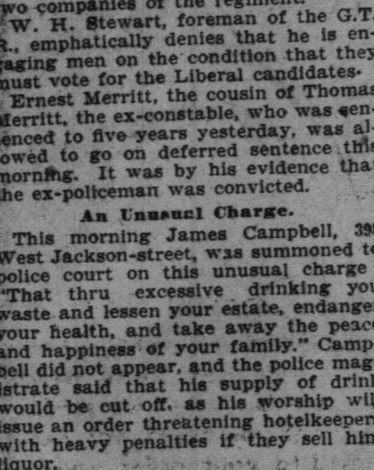 two companies of the regiment.
W. H. Stewart, foreman of the G.T.
R., emphatically denies that he is en-
gaging men on the condition that they
must vote for the Liberal candidates.
Ernest Merritt, the cousin of Thomas
Merritt, the ex-constable, who was sen-
enced to five years yesterday, was al-
owed to go on deferred sentence this
morning. It was by his evidence that
the ex-policeman was convicted.
An Unusual Charge.
This morning James Campbell, 398
West Jackson-street, was summoned to
police court on this unusual charge
"That thru excessive drinking you
waste and lessen your estate, endanger
your health, and take away the peace
and happiness of your family." Camp-
bell did not appear, and the police mag-
istrate said that his supply of drink
would be cut off, as his worship will
issue an order threatening hotelkeepers
with heavy penalties if they sell him
liquor.